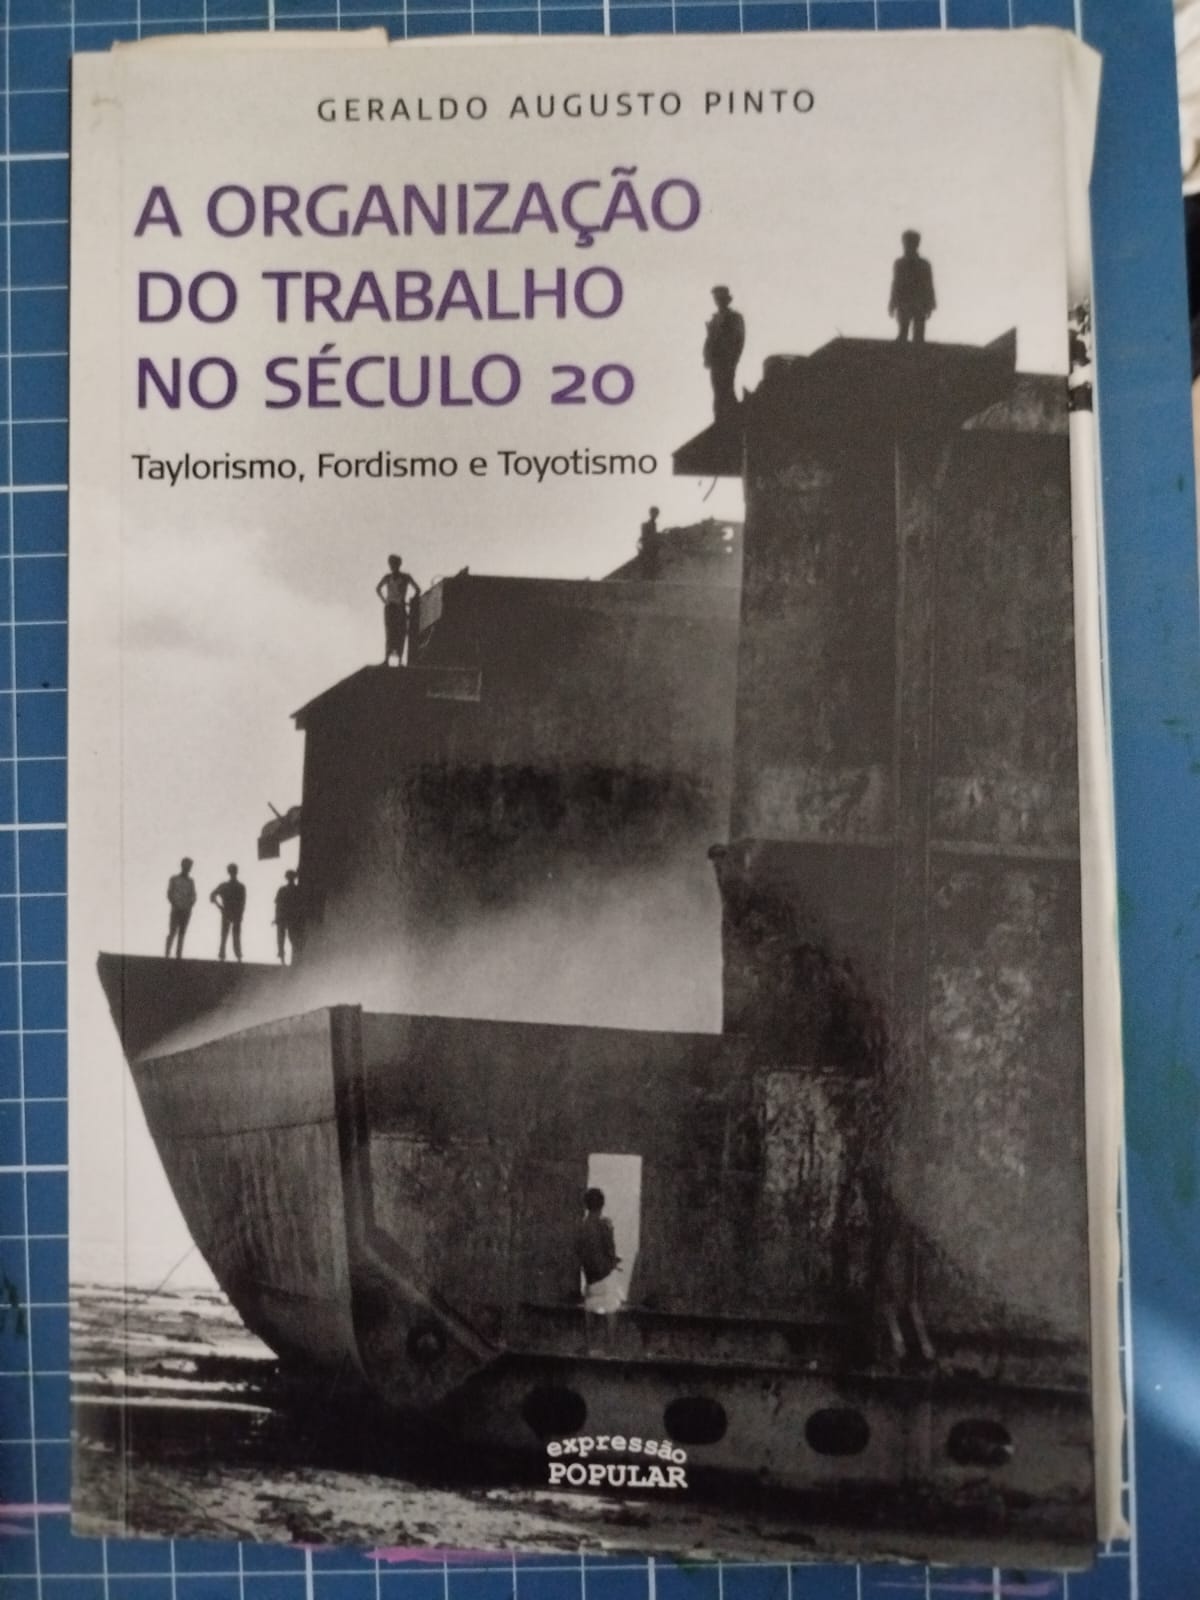 GERALDO AUGUSTO PINTO
A ORGANIZAÇÃO
DO TRABALHO
NO SÉCULO 20
Taylorismo, Fordismo e Toyotismo
expressão
POPULAR